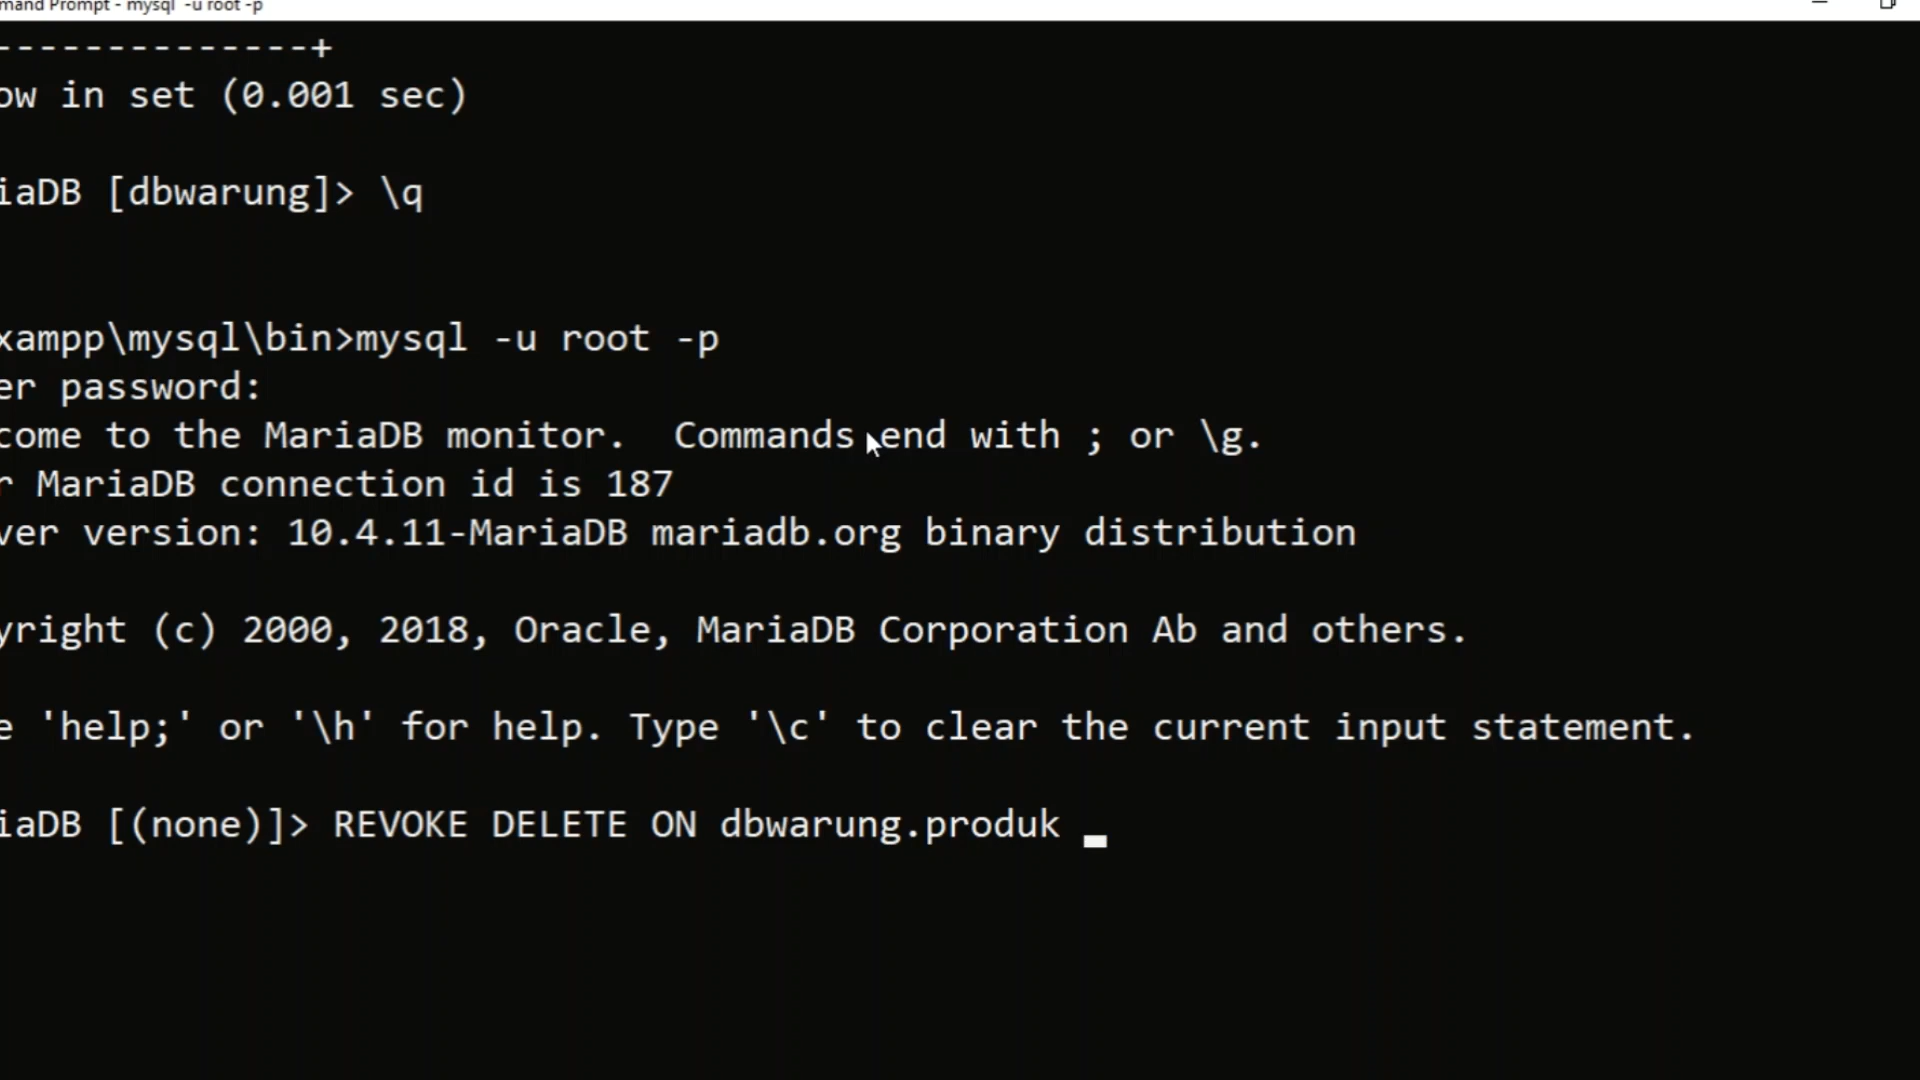 mand Prompt - mysql -u root -p
--------------+
ow in set (0.001 sec)
iaDB [dbwarung]> \q
xampp\mysql\bin>mysql -u root -p
er password:
come to the MariaDB monitor.  Commands end with ; or \g.
r MariaDB connection id is 187
ver version: 10.4.11-MariaDB mariadb.org binary distribution
yright (c) 2000, 2018, Oracle, MariaDB Corporation Ab and others.
e 'help;' or '\h' for help. Type '\c' to clear the current input statement.
iaDB [(none)]> REVOKE DELETE ON dbwarung.produk _